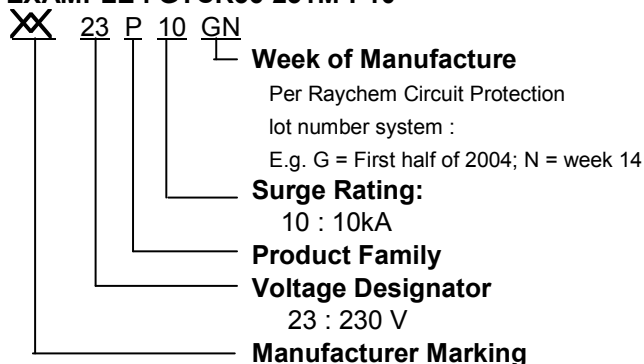 23 P 10 GN
Week of Manufacture
Per Raychem Circuit Protection
lot number system :
E.g. G = First half of 2004; N = week 14
Surge Rating:
10 : 10kA
Product Family
Voltage Designator
23 : 230 V
Manufacturer Marking